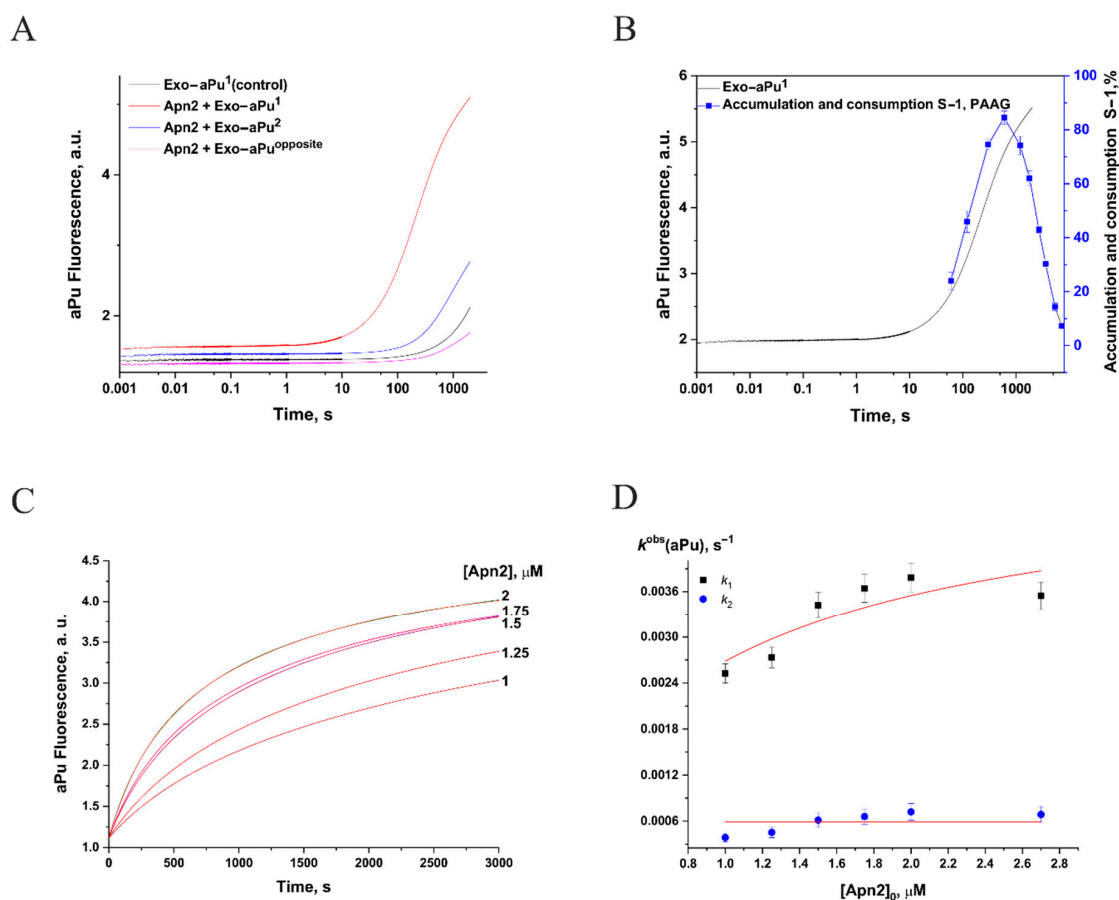 A
Exo–aPu¹(control)
Apn2 + Exo–aPu¹
Apn2 + Exo–aPu²
Apn2 + Exo–aPuᵒᵖᵖᵒˢⁱᵗᵉ
aPu Fluorescence, a.u.
4
2
0.001 0.01 0.1 1 10 100 1000
Time, s
B
Exo–aPu¹
Accumulation and consumption S–1, PAAG
aPu Fluorescence, a.u.
6
5
4
3
2
0.001 0.01 0.1 1 10 100 1000
Time, s
100
80
60
40
20
0
Accumulation and consumption S–1,%
C
aPu Fluorescence, a. u.
4.5
4.0
3.5
3.0
2.5
2.0
1.5
1.0
[Apn2], μM
2
1.75
1.5
1.25
1
0 500 1000 1500 2000 2500 3000
Time, s
D
kᵒᵇˢ(aPu), s⁻¹
k₁
k₂
0.0036
0.0030
0.0024
0.0018
0.0012
0.0006
0.8 1.0 1.2 1.4 1.6 1.8 2.0 2.2 2.4 2.6 2.8
[Apn2]₀, μM